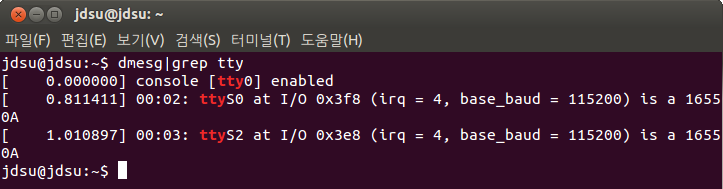 jdsu@jdsu: ~
파일(F) 편집(E) 보기(V) 검색(S) 터미널(T) 도움말(H)
jdsu@jdsu:~$ dmesg|grep tty
[    0.000000] console [tty0] enabled
[    0.811411] 00:02: ttyS0 at I/O 0x3f8 (irq = 4, base_baud = 115200) is a 1655
0A
[    1.010897] 00:03: ttyS2 at I/O 0x3e8 (irq = 4, base_baud = 115200) is a 1655
0A
jdsu@jdsu:~$